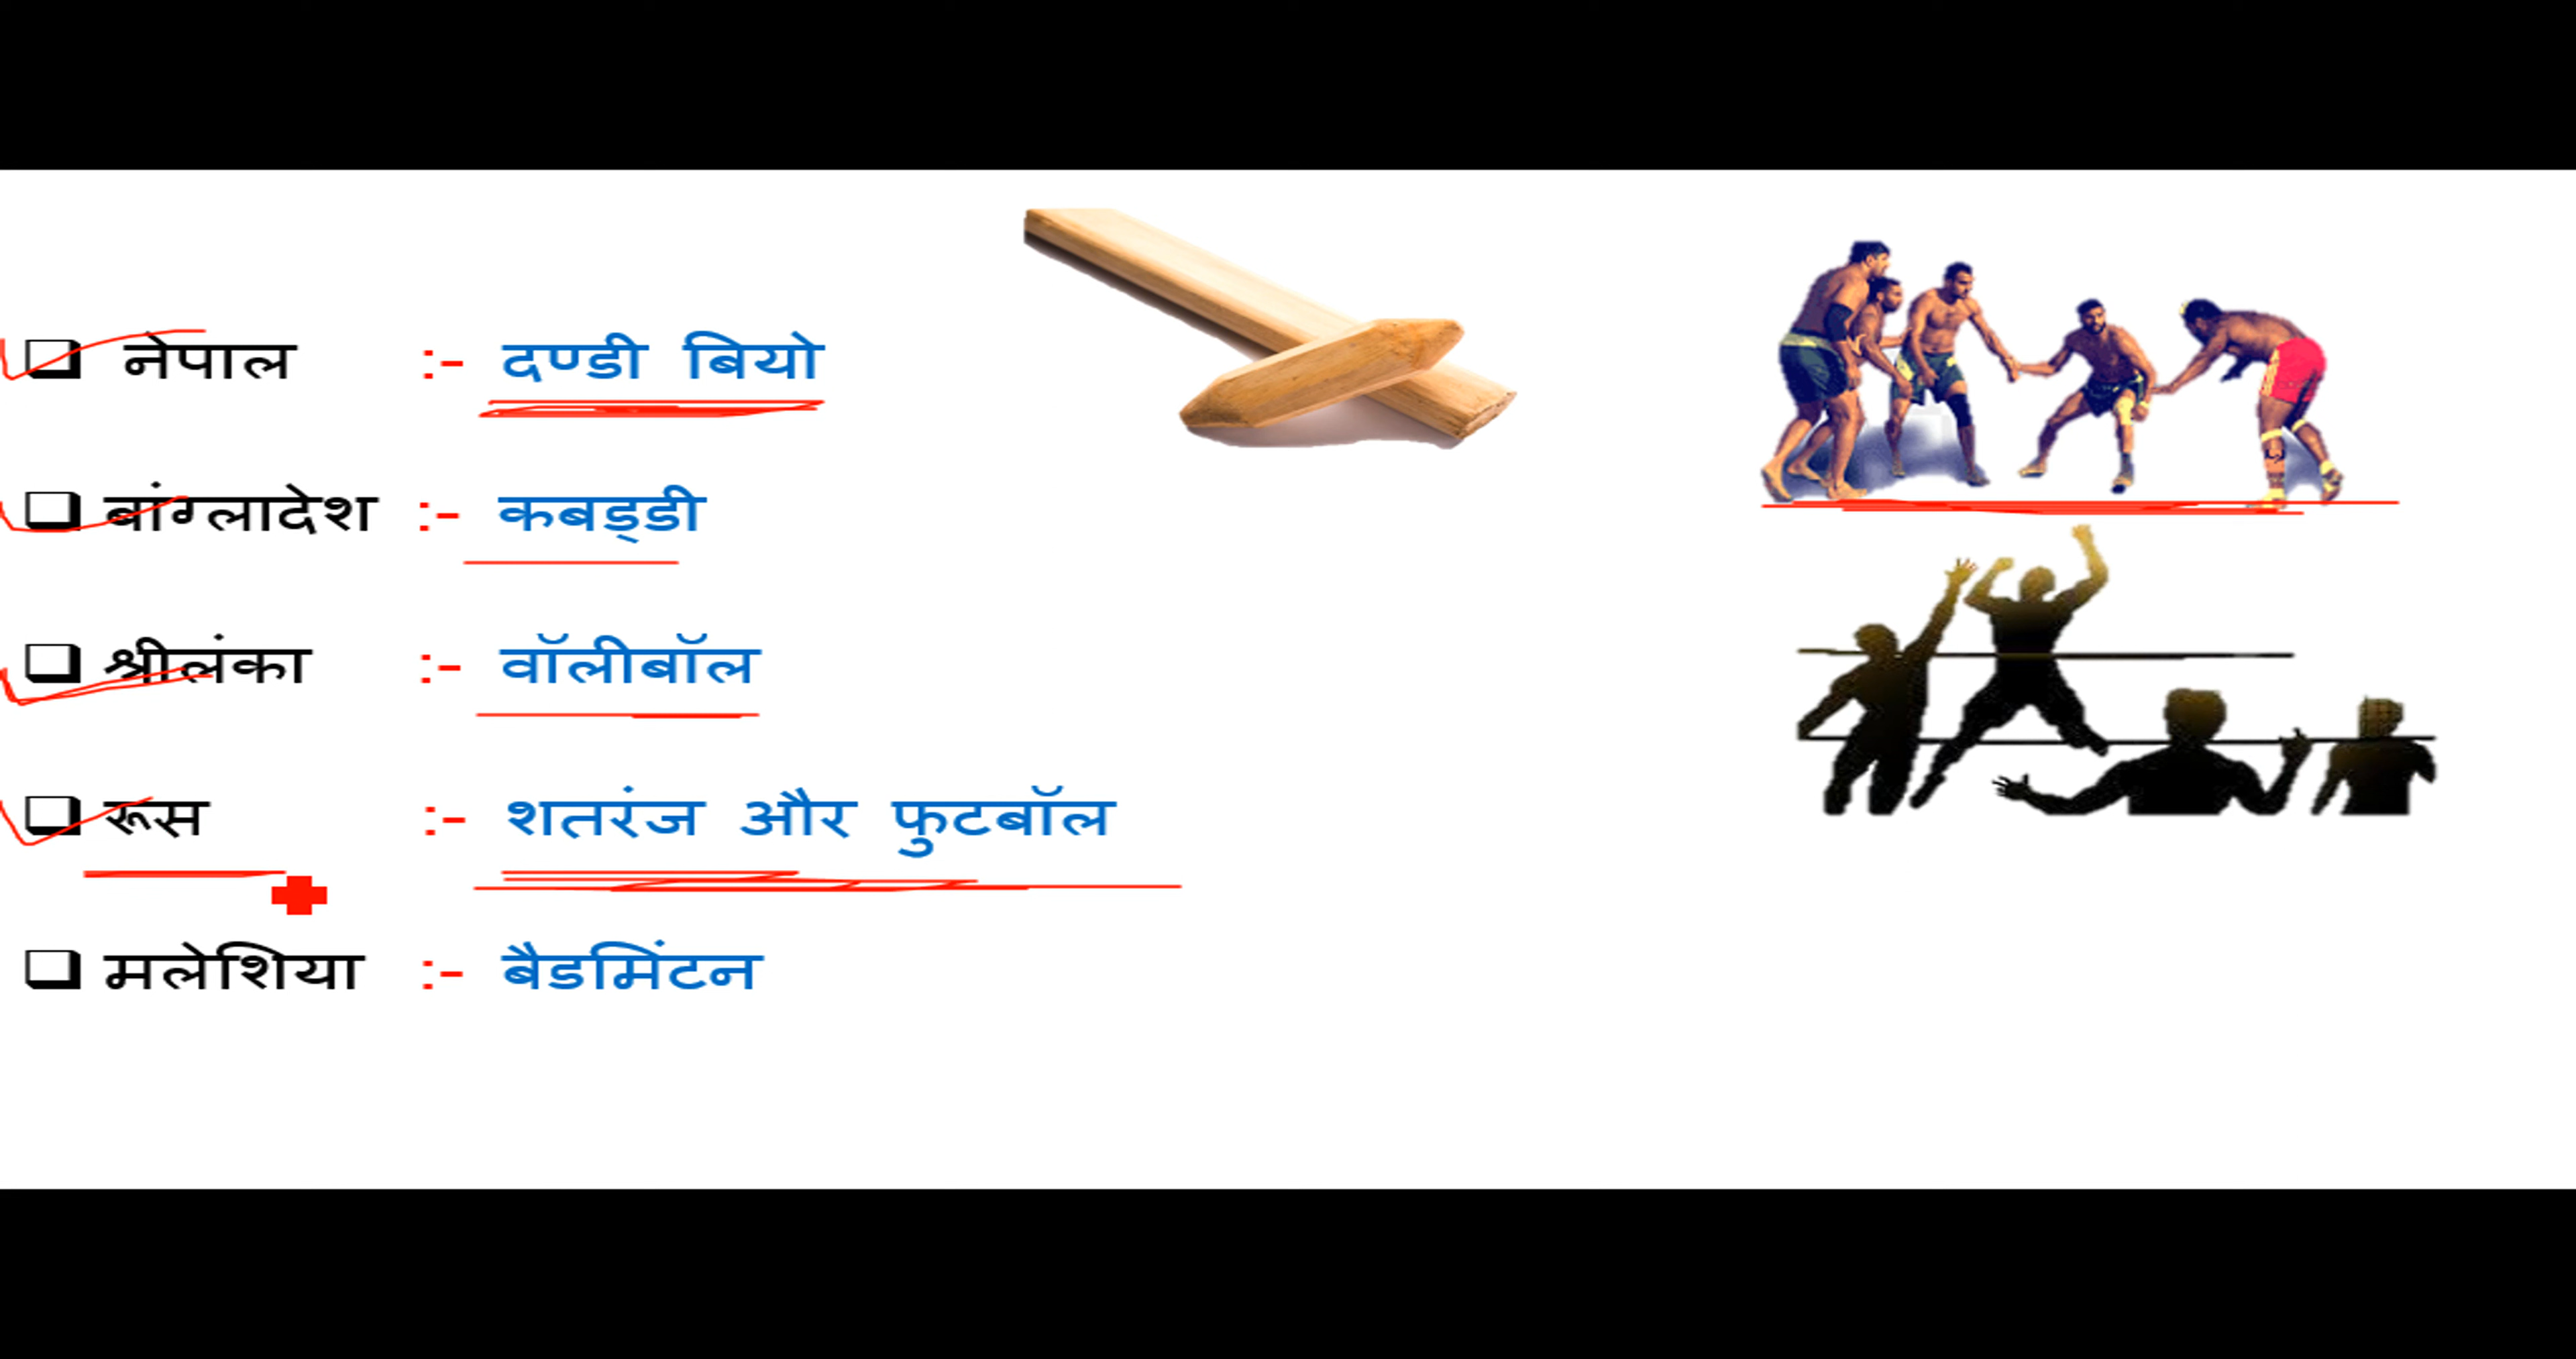 नेपाल :- दण्डी बियो
बांग्लादेश :- कबड्डी
श्रीलंका :- वॉलीबॉल
रूस :- शतरंज और फुटबॉल
मलेशिया :- बैडमिंटन